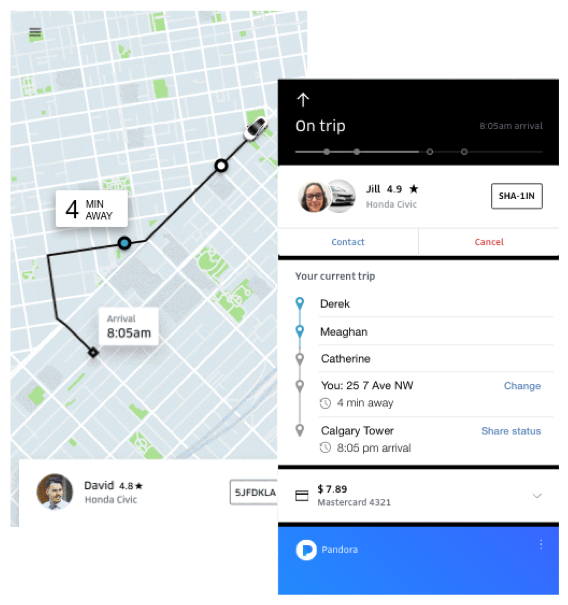 4 MIN
AWAY
Arrival
8:05am
David 4.8★
Honda Civic
5JFDKLA
On trip
8:05am arrival
Jill 4.9 ★
Honda Civic
SHA-1IN
Contact
Cancel
Your current trip
Derek
Meaghan
Catherine
You: 25 7 Ave NW
Change
4 min away
Calgary Tower
Share status
8:05 pm arrival
$ 7.89
Mastercard 4321
Pandora